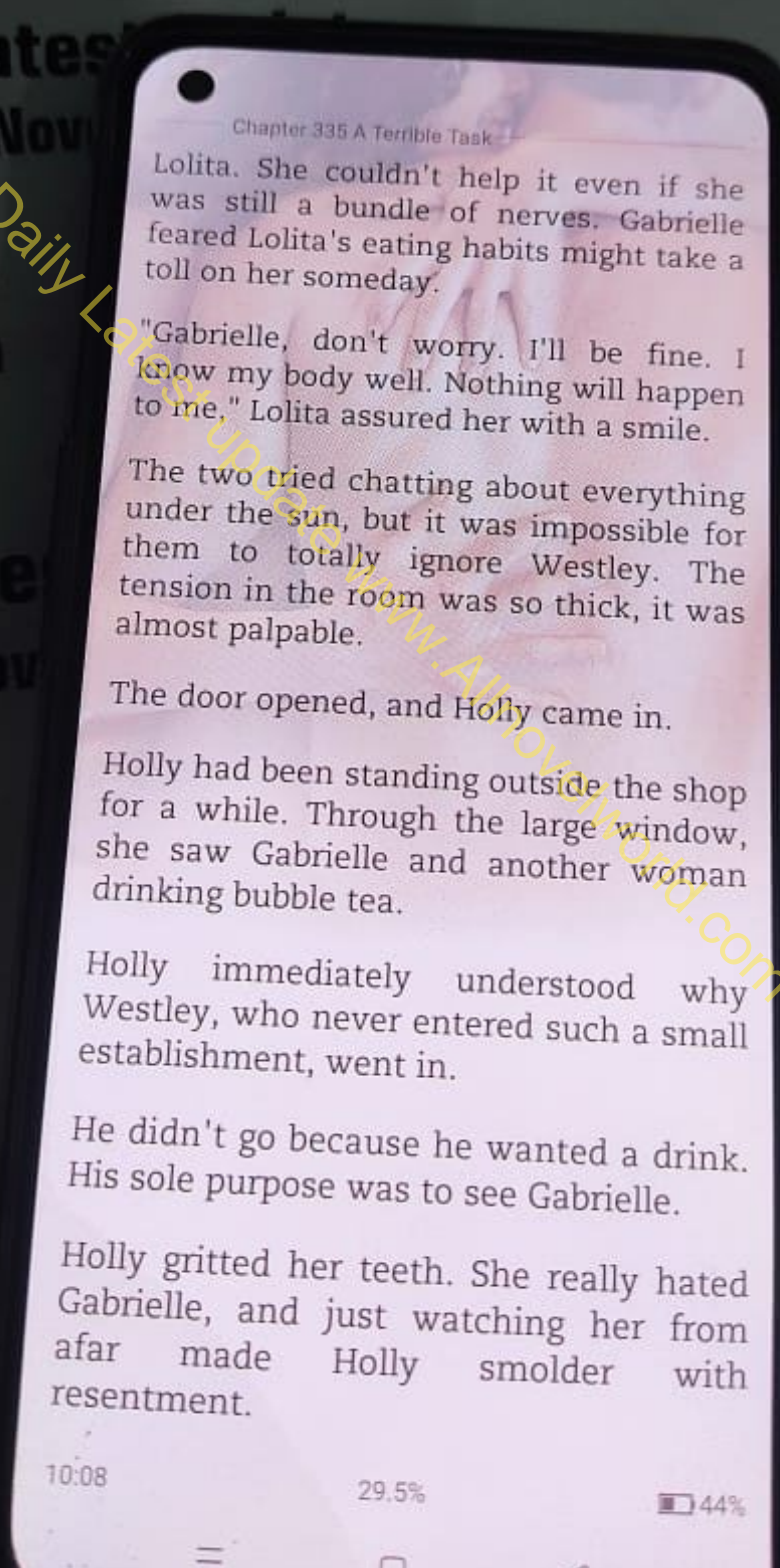 Chapter 335 A Terrible Task
Lolita. She couldn't help it even if she
was still a bundle of nerves. Gabrielle
feared Lolita's eating habits might take a
toll on her someday.
"Gabrielle, don't worry. I'll be fine. I
know my body well. Nothing will happen
to me," Lolita assured her with a smile.
The two tried chatting about everything
under the sun, but it was impossible for
them to totally ignore Westley. The
tension in the room was so thick, it was
almost palpable.
The door opened, and Holly came in.
Holly had been standing outside the shop
for a while. Through the large window,
she saw Gabrielle and another woman
drinking bubble tea.
Holly immediately understood why
Westley, who never entered such a small
establishment, went in.
He didn't go because he wanted a drink.
His sole purpose was to see Gabrielle.
Holly gritted her teeth. She really hated
Gabrielle, and just watching her from
afar made Holly smolder with
resentment.
10:08 29.5% 44%
Daily Latest update www.Allnovelworld.com